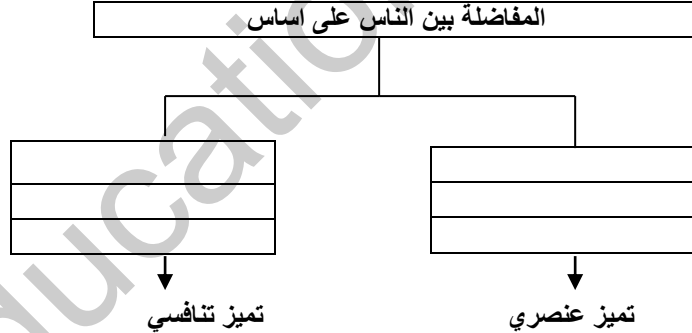 المفاضلة بين الناس على اساس
تميز عنصري
تميز تنافسي